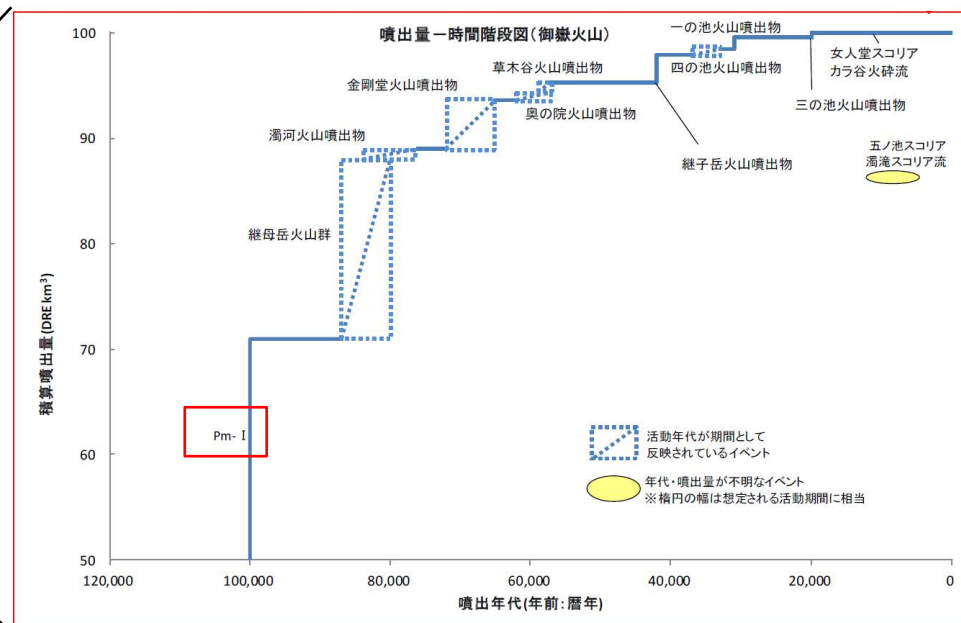 噴出量－時間階段図(御嶽火山)
一の池火山噴出物
女人堂スコリア
カラ谷火砕流
草木谷火山噴出物
四の池火山噴出物
金剛堂火山噴出物
奥の院火山噴出物
三の池火山噴出物
濁河火山噴出物
継子岳火山噴出物
五ノ池スコリア
濁滝スコリア流
継母岳火山群
Pm-Ⅰ
活動年代が期間として
反映されているイベント
年代・噴出量が不明なイベント
※楕円の幅は想定される活動期間に相当
積算噴出量(DRE km³)
100
90
80
70
60
50
120,000
100,000
80,000
60,000
40,000
20,000
0
噴出年代(年前:暦年)